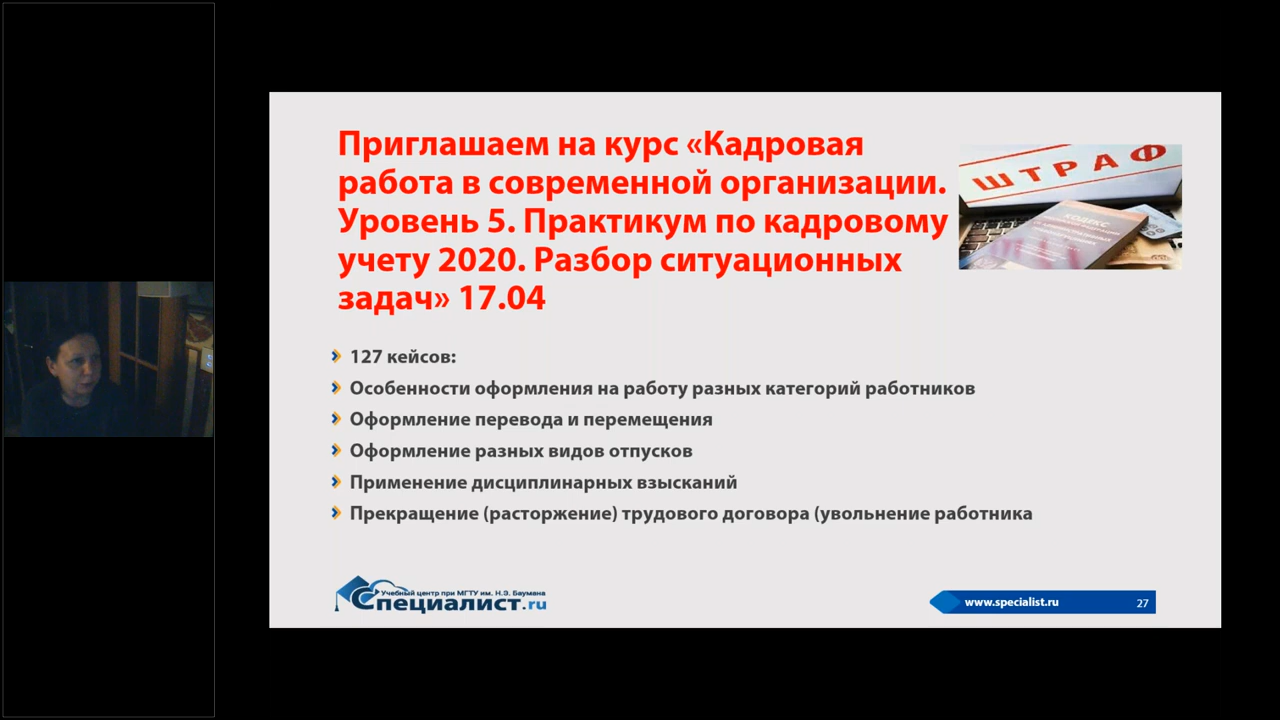 Приглашаем на курс «Кадровая
работа в современной организации.
Уровень 5. Практикум по кадровому
учету 2020. Разбор ситуационных
задач» 17.04
ШТРАФ
КОДЕКС
127 кейсов:
Особенности оформления на работу разных категорий работников
Оформление перевода и перемещения
Оформление разных видов отпусков
Применение дисциплинарных взысканий
Прекращение (расторжение) трудового договора (увольнение работника
Учебный центр при МГТУ им. Н.Э. Баумана
Специалист.ru
www.specialist.ru
27